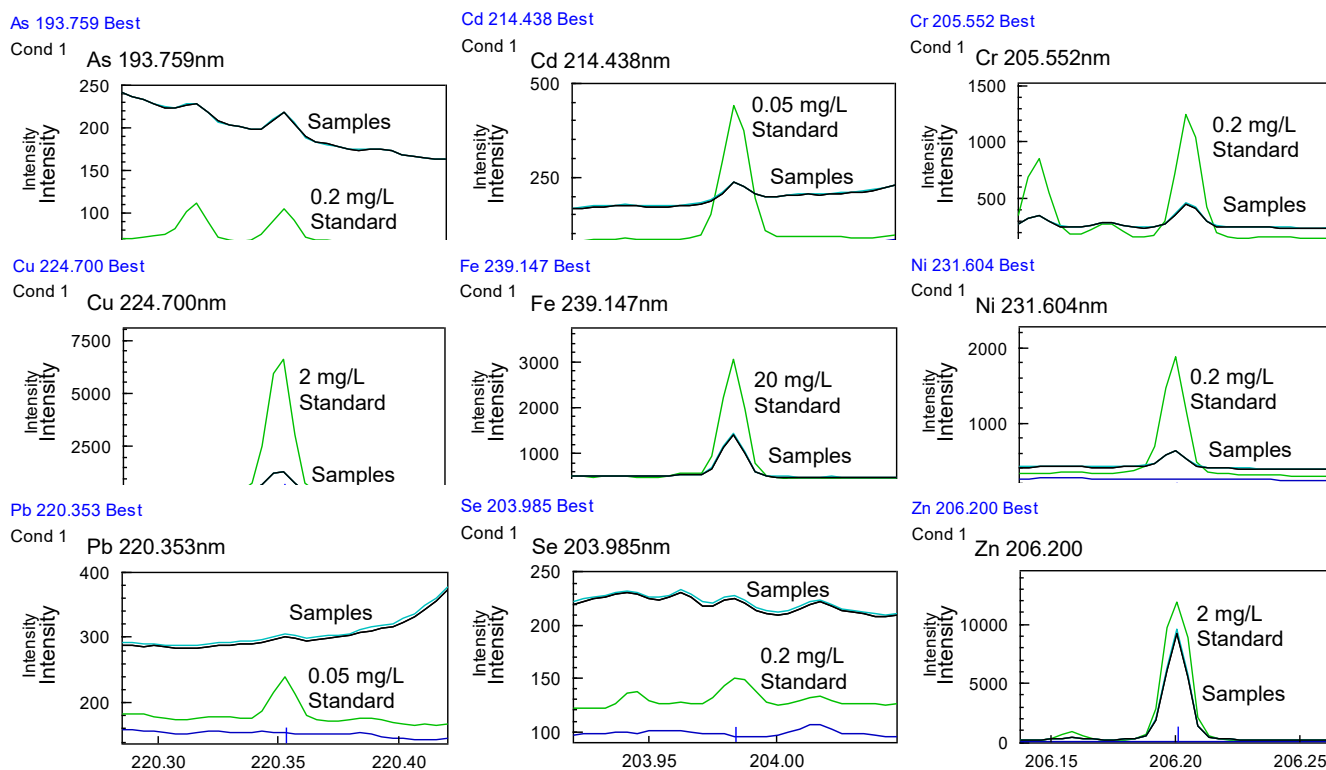 As 193.759 Best
Cond 1
As 193.759nm
Intensity
Intensity
250
200
150
100
Samples
0.2 mg/L
Standard
Cd 214.438 Best
Cond 1
Cd 214.438nm
Intensity
Intensity
500
250
0.05 mg/L
Standard
Samples
Cr 205.552 Best
Cond 1
Cr 205.552nm
Intensity
Intensity
1500
1000
500
0.2 mg/L
Standard
Samples
Cu 224.700 Best
Cond 1
Cu 224.700nm
Intensity
Intensity
7500
5000
2500
2 mg/L
Standard
Samples
Fe 239.147 Best
Cond 1
Fe 239.147nm
Intensity
Intensity
3000
2000
1000
20 mg/L
Standard
Samples
Ni 231.604 Best
Cond 1
Ni 231.604nm
Intensity
Intensity
2000
1000
0.2 mg/L
Standard
Samples
Pb 220.353 Best
Cond 1
Pb 220.353nm
Intensity
Intensity
400
300
200
Samples
0.05 mg/L
Standard
220.30
220.35
220.40
Se 203.985 Best
Cond 1
Se 203.985nm
Intensity
Intensity
250
200
150
100
Samples
0.2 mg/L
Standard
203.95
204.00
Zn 206.200 Best
Cond 1
Zn 206.200
Intensity
Intensity
10000
5000
0
2 mg/L
Standard
Samples
206.15
206.20
206.25